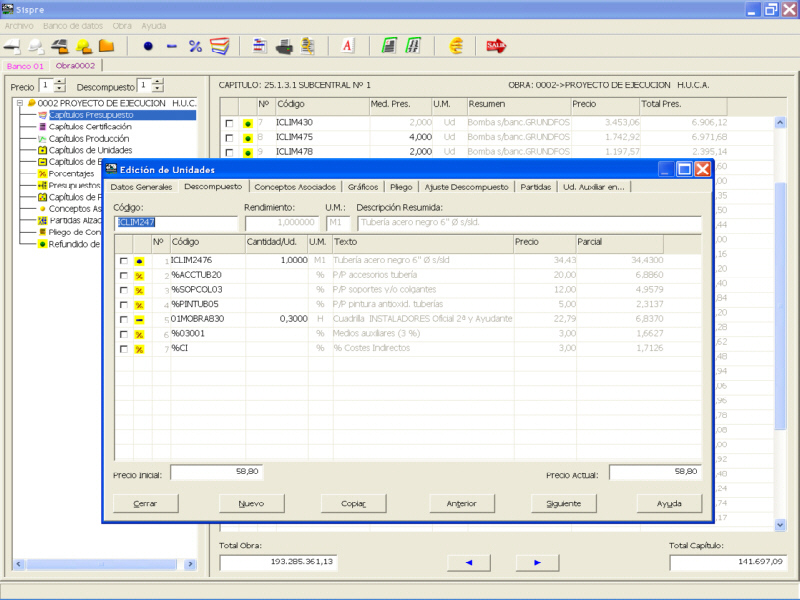 Sispre
Archivo Banco de datos Obra Ayuda
Banco 01 Obra0002
Precio 1 Descompuesto 1
CAPITULO: 25.1.3.1 SUBCENTRAL Nº 1 OBRA: 0002->PROYECTO DE EJECUCION H.U.C.A.
0002 PROYECTO DE EJECUCION H.U.C.
Capítulos Presupuesto
Capítulos Certificación
Capítulos Producción
Capítulos de Unidades
Capítulos de E
Porcentajes
Presupuestos
Capítulos de F
Conceptos As
Partidas Alzad
Pliego de Con
Refundido de
Nº Código Med. Pres. U.M. Resumen Precio Total Pres.
7 ICLIM430 2,000 Ud Bomba s/banc.GRUNDFOS 3.453,06 6.906,12
8 ICLIM475 4,000 Ud Bomba s/banc.GRUNDFOS 1.742,92 6.971,68
9 ICLIM478 2,000 Ud Bomba s/banc.GRUNDFOS 1.197,57 2.395,14
Edición de Unidades
Datos Generales Descompuesto Conceptos Asociados Gráficos Pliego Ajuste Descompuesto Partidas Ud. Auxiliar en...
Código: Rendimiento: U.M.: Descripción Resumida:
ICLIM247 1,000000 M1 Tubería acero negro 6" Ø s/sld.
Nº Código Cantidad/Ud. U.M. Texto Precio Parcial
1 ICLIM2476 1,0000 M1 Tubería acero negro 6" Ø s/sld 34,43 34,4300
2 %ACCTUB20 % P/P accesorios tubería 20,00 6,8860
3 %SOPCOL03 % P/P soportes y/o colgantes 12,00 4,9579
4 %PINTUB05 % P/P pintura antioxid. tuberías 5,00 2,3137
5 01MOBRA830 0,3000 H Cuadrilla INSTALADORES Oficial 2ª y Ayudante 22,79 6,8370
6 %03001 % Medios auxiliares (3 %) 3,00 1,6627
7 %CI % % Costes Indirectos 3,00 1,7126
Precio Inicial: 58,80 Precio Actual: 58,80
Cerrar Nuevo Copiar Anterior Siguiente Ayuda
Total Obra: Total Capítulo:
193.285.361,13 141.697,09